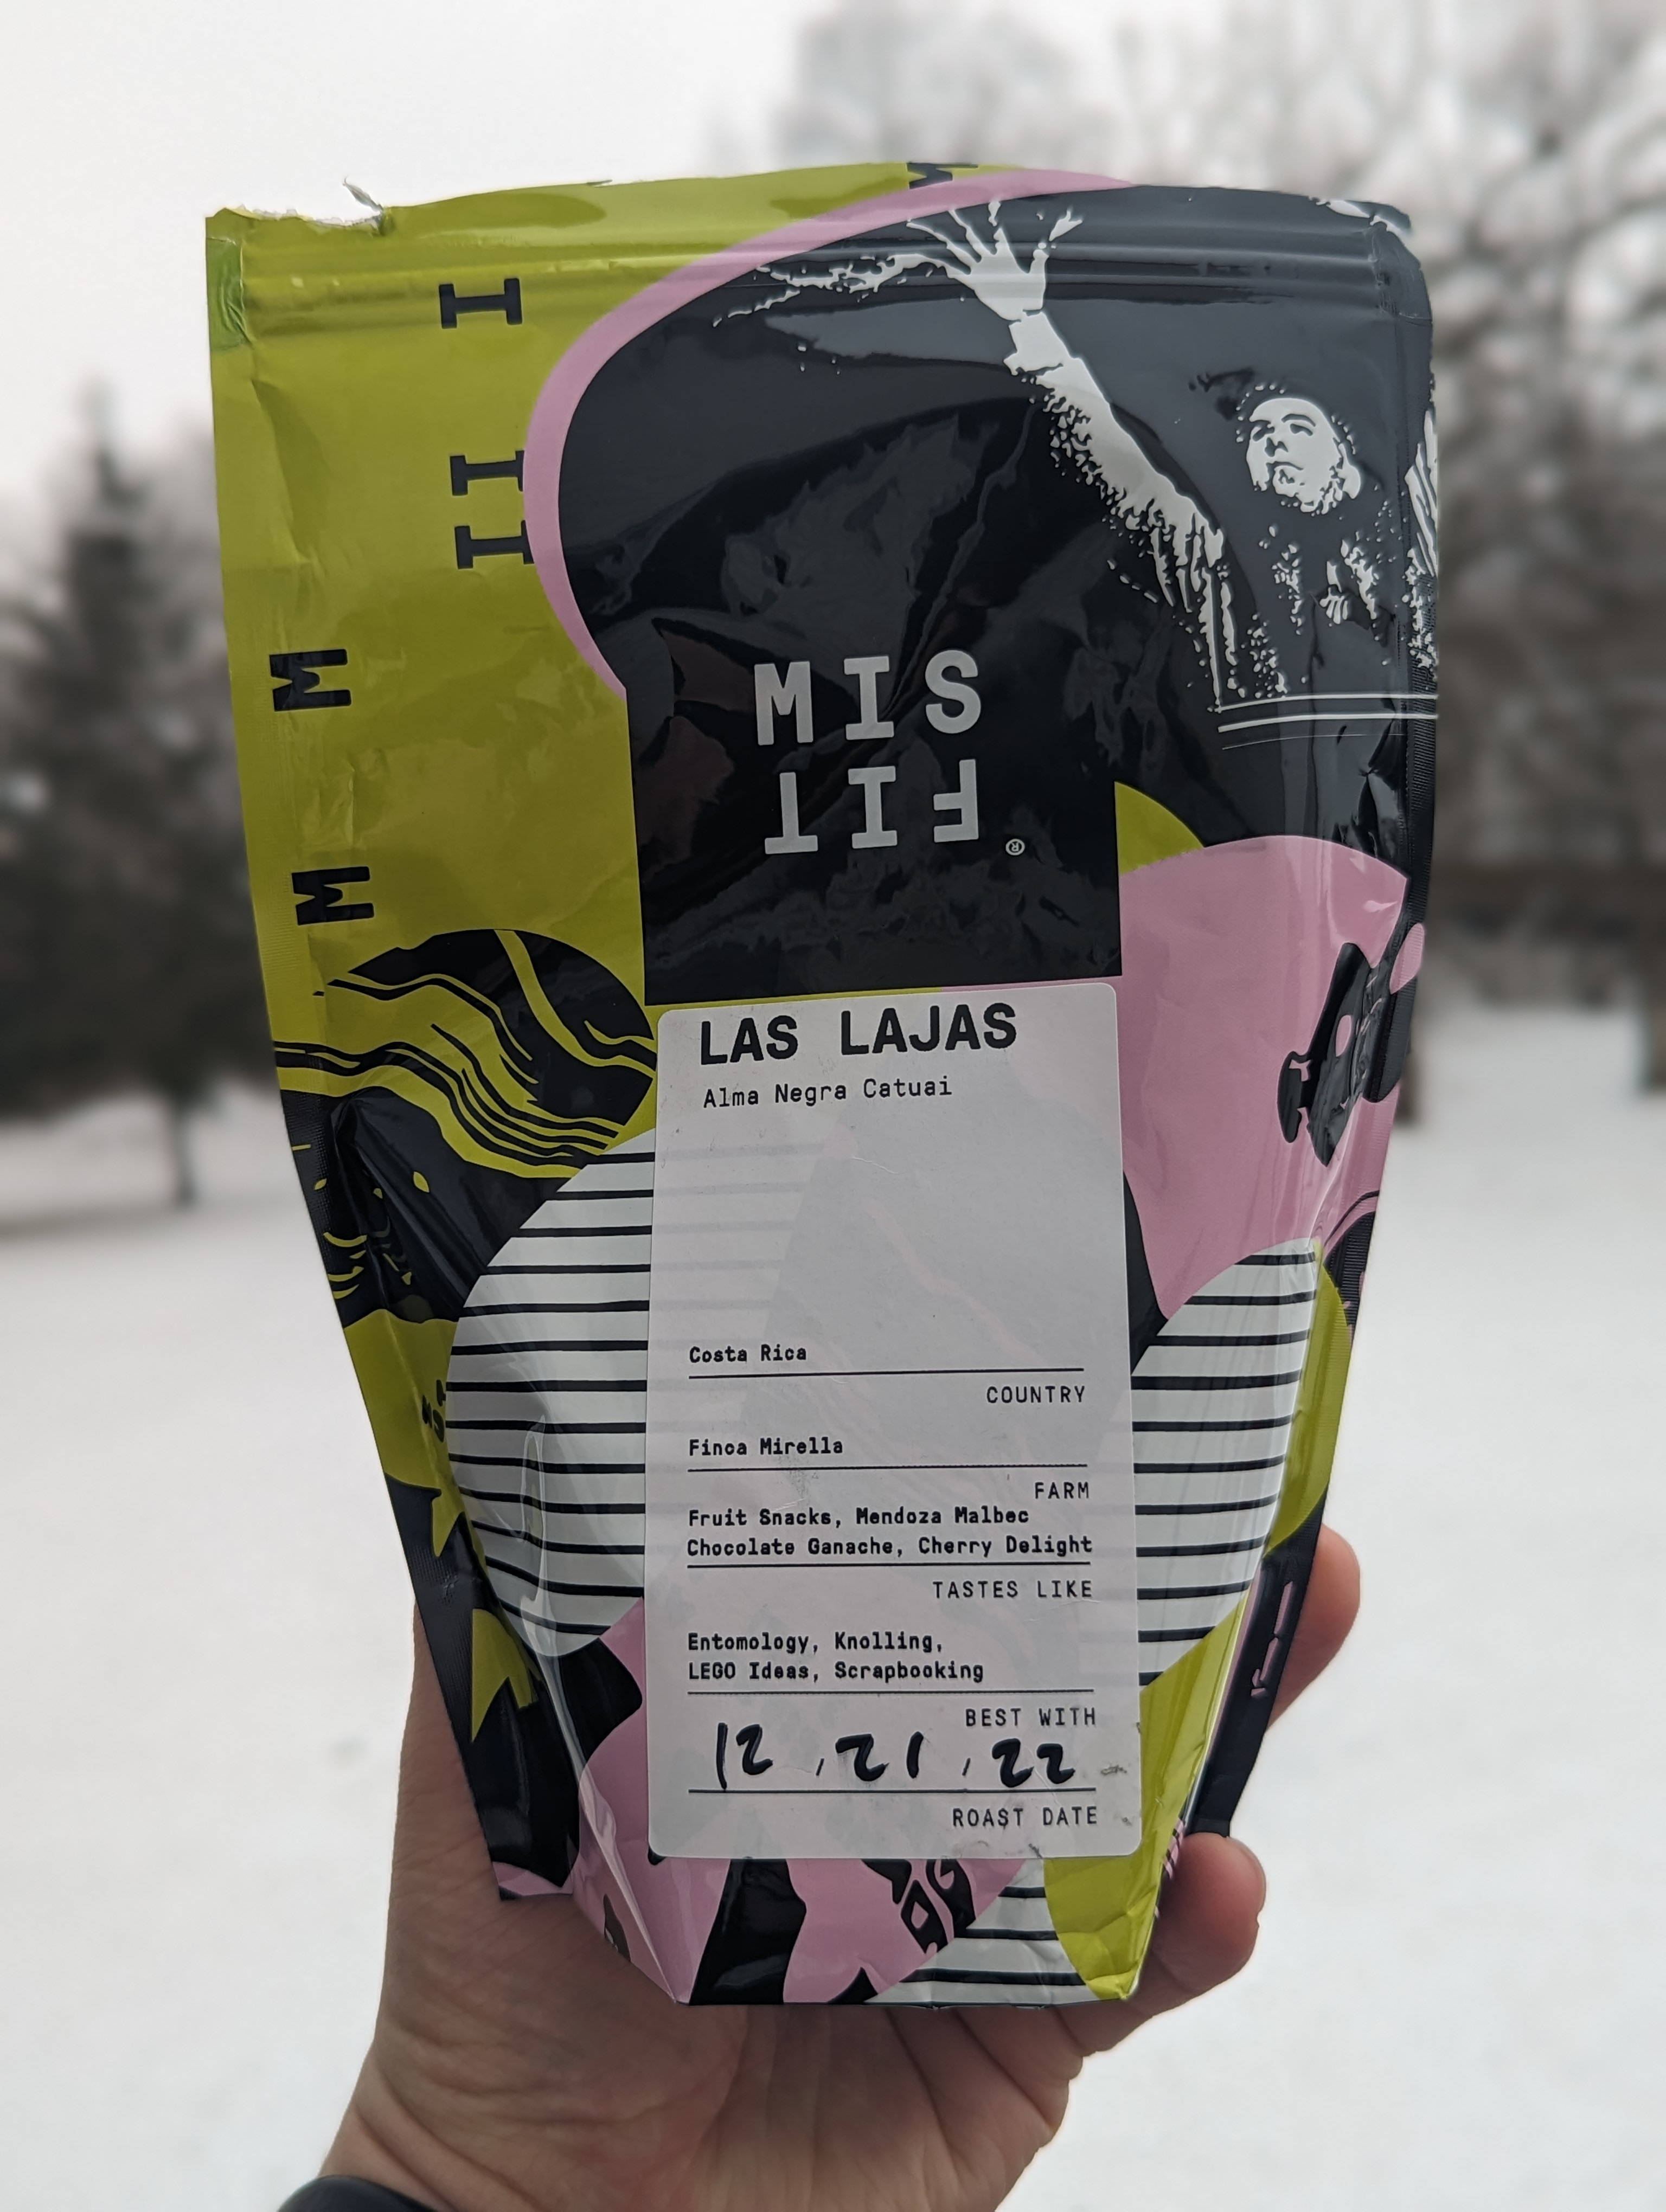 M
I
I
I
M
M
MIS
FIT
®
LAS LAJAS
Alma Negra Catuai
Costa Rica
COUNTRY
Finca Mirella
FARM
Fruit Snacks, Mendoza Malbec
Chocolate Ganache, Cherry Delight
TASTES LIKE
Entomology, Knolling,
LEGO Ideas, Scrapbooking
BEST WITH
12, 21, 22
ROAST DATE